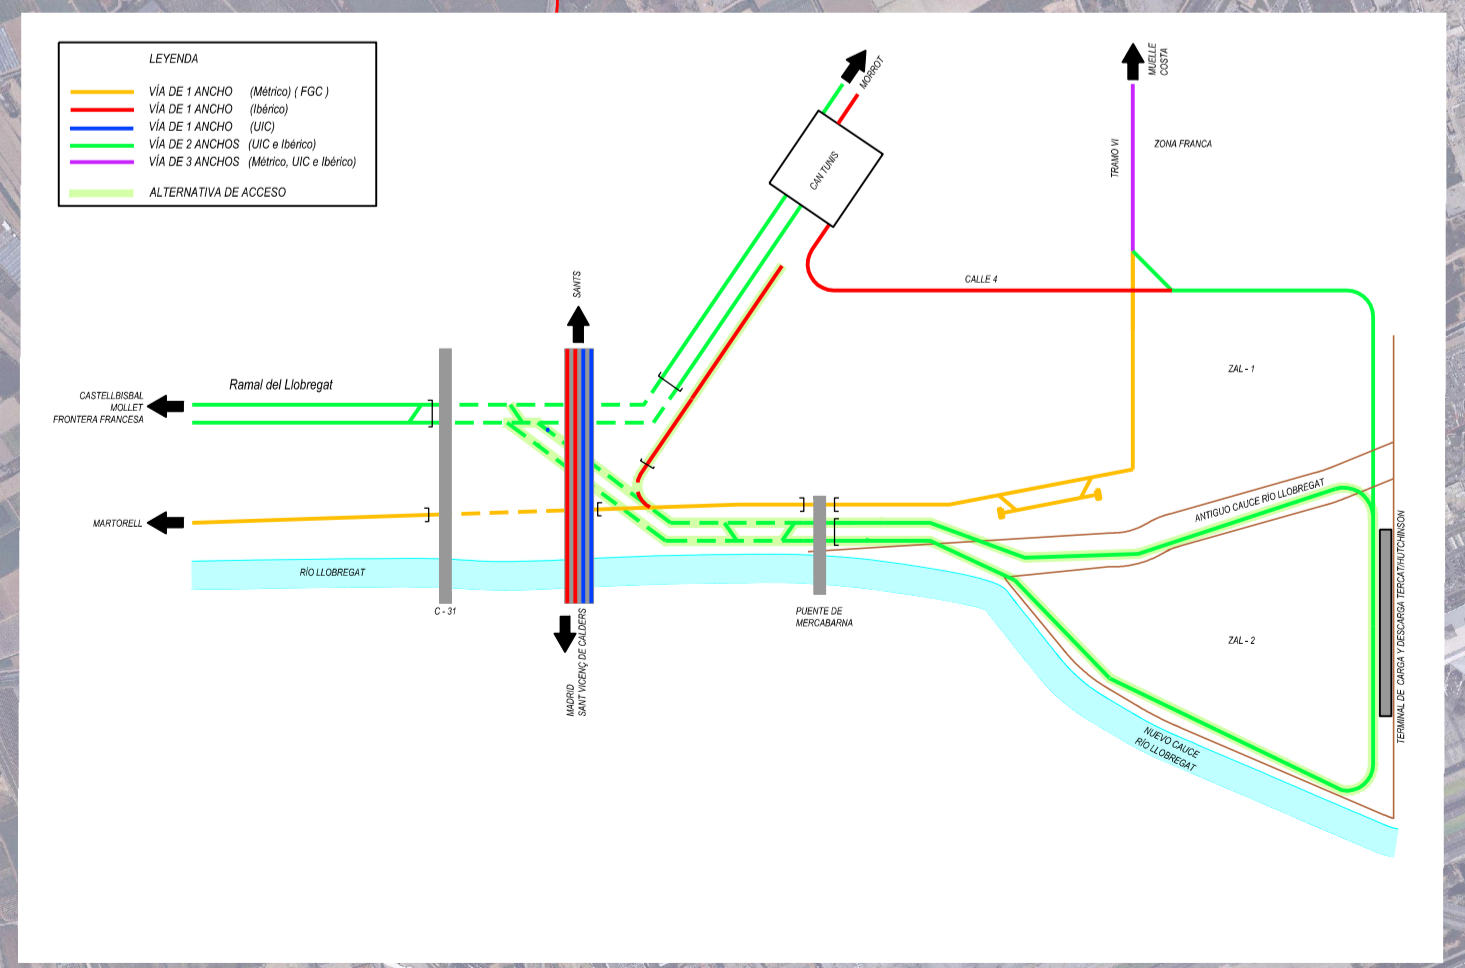 LEYENDA
VÍA DE 1 ANCHO (Métrico) ( FGC )
VÍA DE 1 ANCHO (Ibérico)
VÍA DE 1 ANCHO (UIC)
VÍA DE 2 ANCHOS (UIC e Ibérico)
VÍA DE 3 ANCHOS (Métrico, UIC e Ibérico)
ALTERNATIVA DE ACCESO
MORROT
MUELLE
COSTA
CAN TUNIS
TRAMO VI
ZONA FRANCA
SANTS
CALLE 4
Ramal del Llobregat
CASTELLBISBAL
MOLLET
FRONTERA FRANCESA
ZAL - 1
MARTORELL
ANTIGUO CAUCE RÍO LLOBREGAT
RÍO LLOBREGAT
C - 31
PUENTE DE
MERCABARNA
MADRID
SANT VICENÇ DE CALDERS
ZAL - 2
TERMINAL DE CARGA Y DESCARGA TERCAT/HUTCHINSON
NUEVO CAUCE
RÍO LLOBREGAT